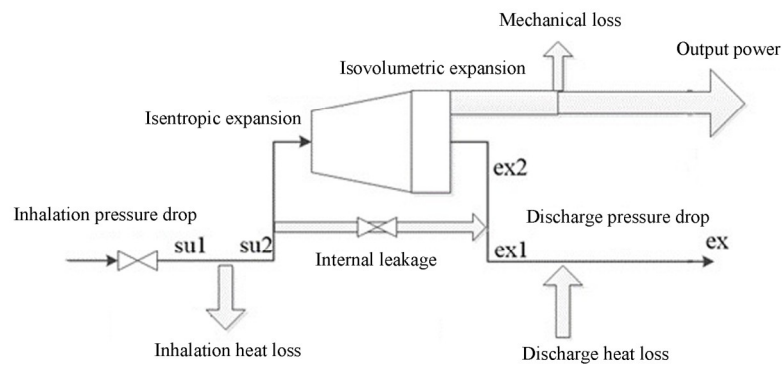 Mechanical loss
Output power
Isovolumetric expansion
Isentropic expansion
ex2
Inhalation pressure drop
Discharge pressure drop
su1
su2
ex
Internal leakage
ex1
Inhalation heat loss
Discharge heat loss